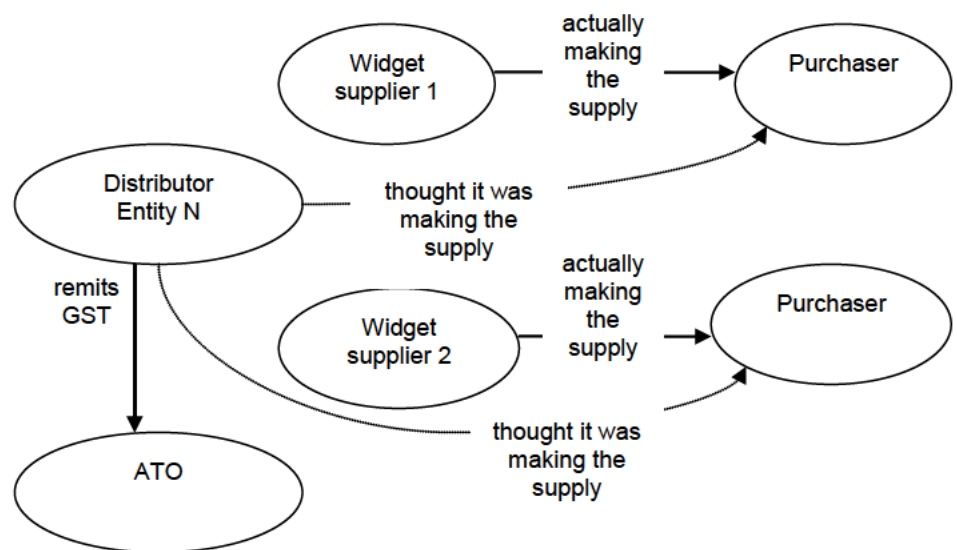 Widget
supplier 1
actually
making
the
supply
Purchaser
Distributor
Entity N
thought it was
making the
supply
remits
GST
Widget
supplier 2
actually
making
the
supply
Purchaser
thought it was
making the
supply
ATO